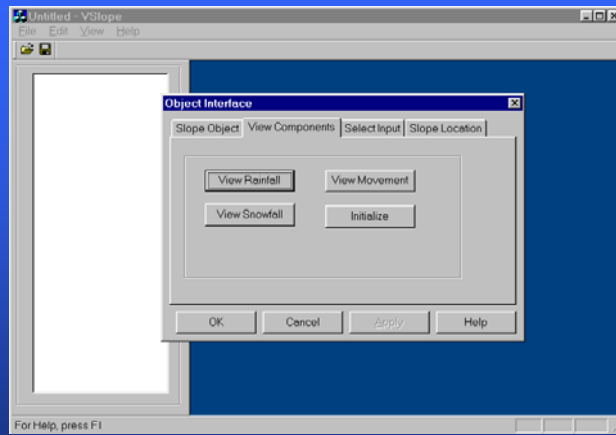 Untitled - VSlope
File Edit View Help
Object Interface
Slope Object View Components Select Input Slope Location
View Rainfall View Movement
View Snowfall Initialize
OK Cancel Apply Help
For Help, press F1